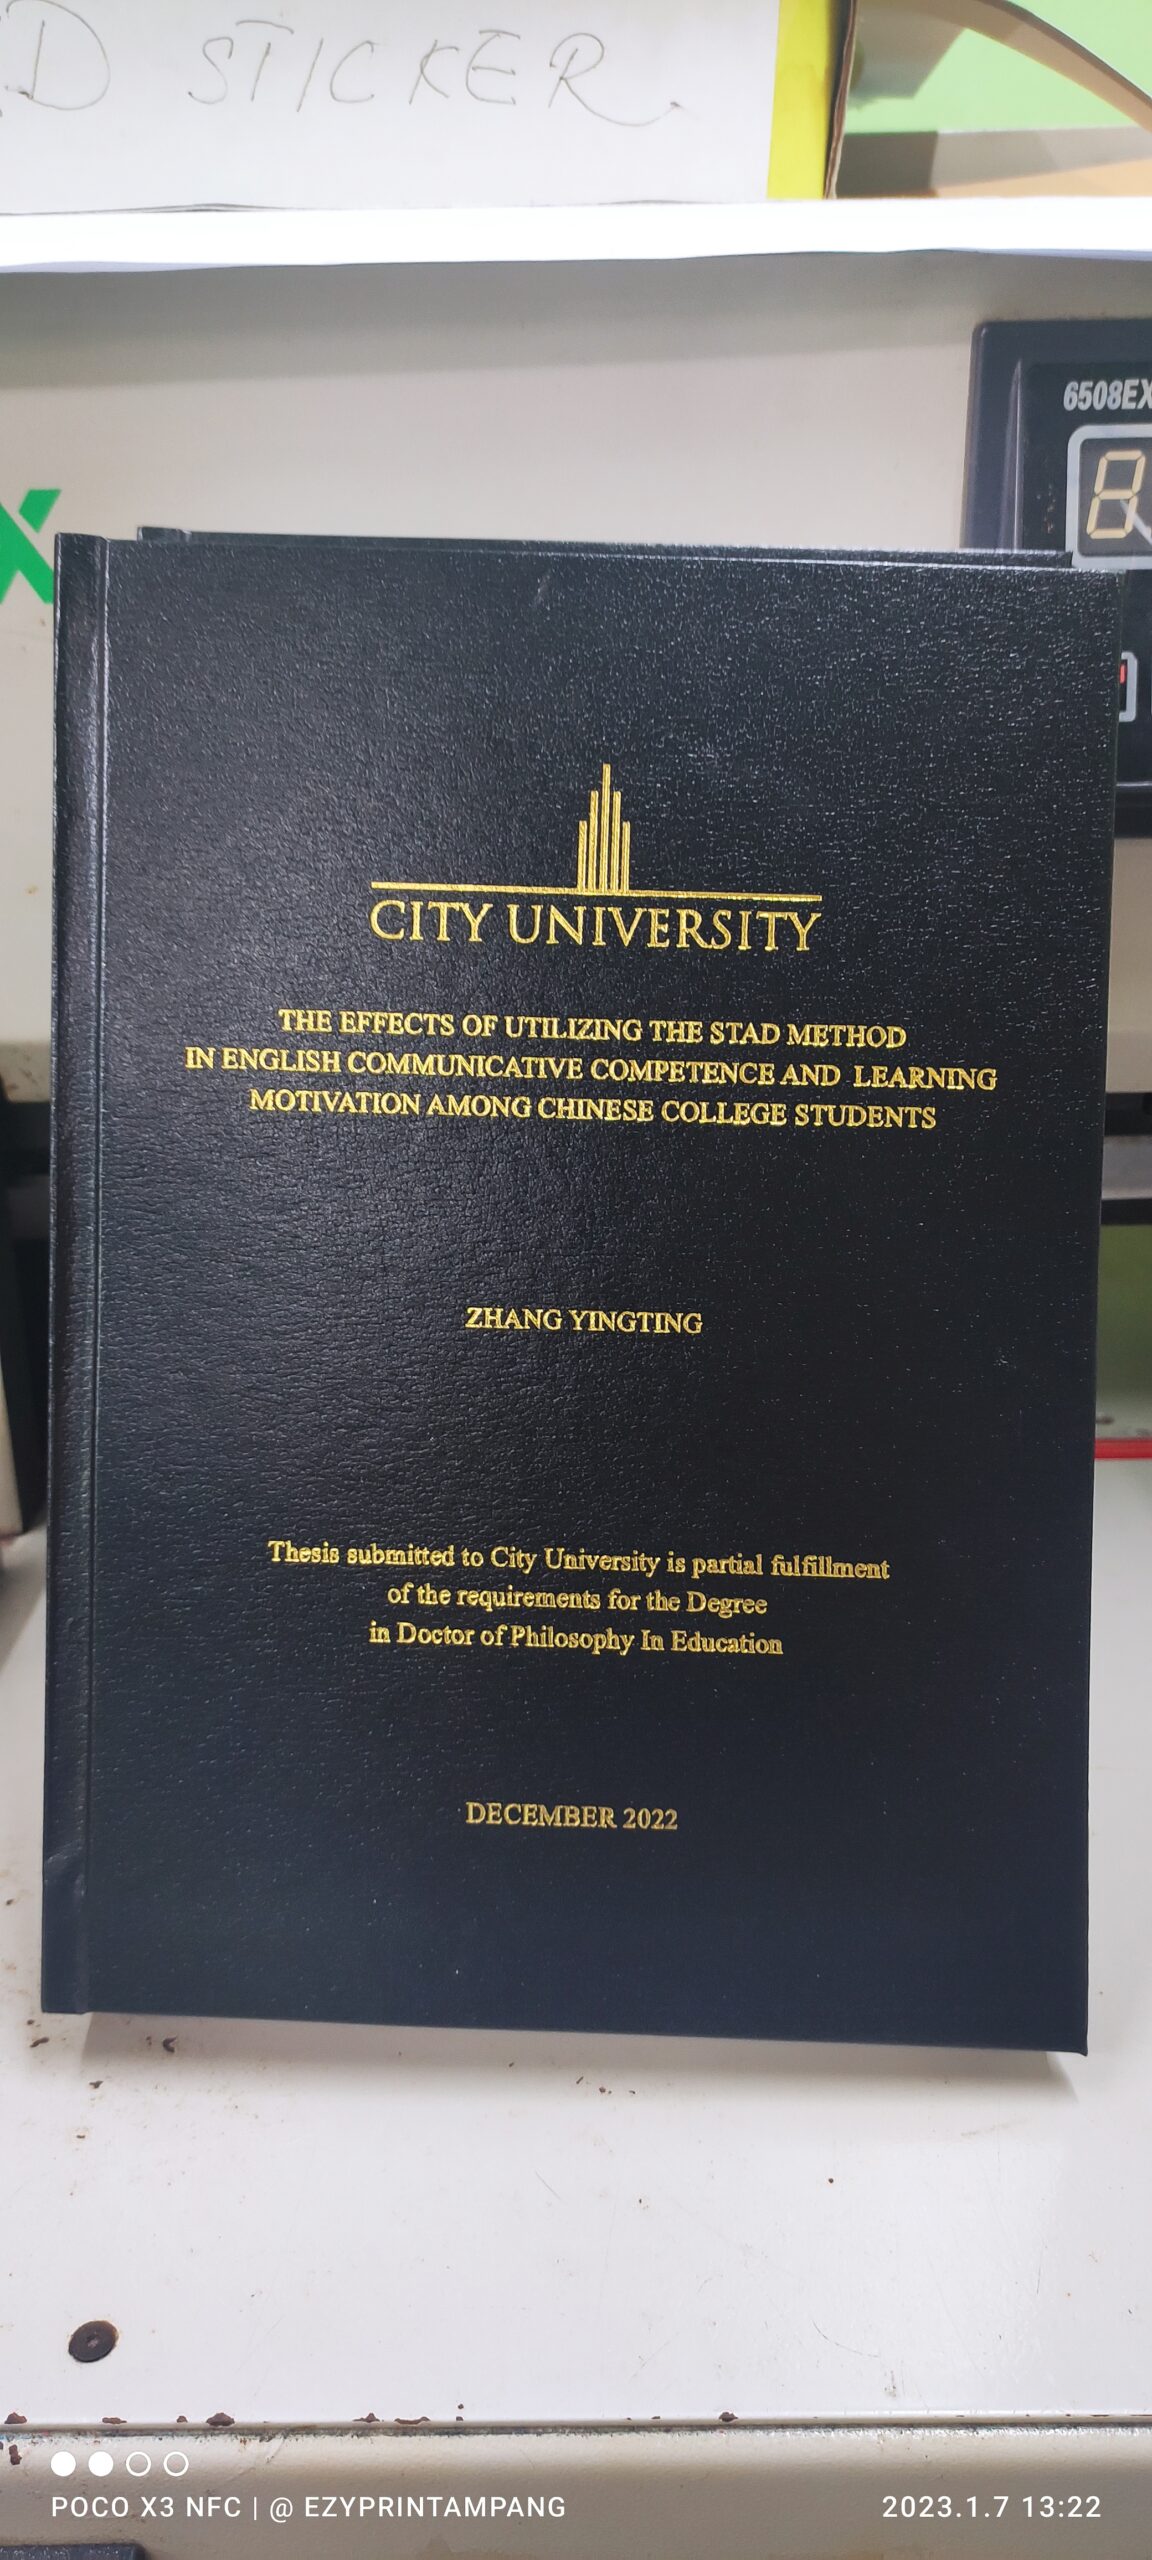 D STICKER.
6508EX
8
X
CITY UNIVERSITY
THE EFFECTS OF UTILIZING THE STAD METHOD
IN ENGLISH COMMUNICATIVE COMPETENCE AND LEARNING
MOTIVATION AMONG CHINESE COLLEGE STUDENTS
ZHANG YINGTING
Thesis submitted to City University is partial fulfillment
of the requirements for the Degree
in Doctor of Philosophy In Education
DECEMBER 2022
POCO X3 NFC | @ EZYPRINTAMPANG
2023.1.7 13:22